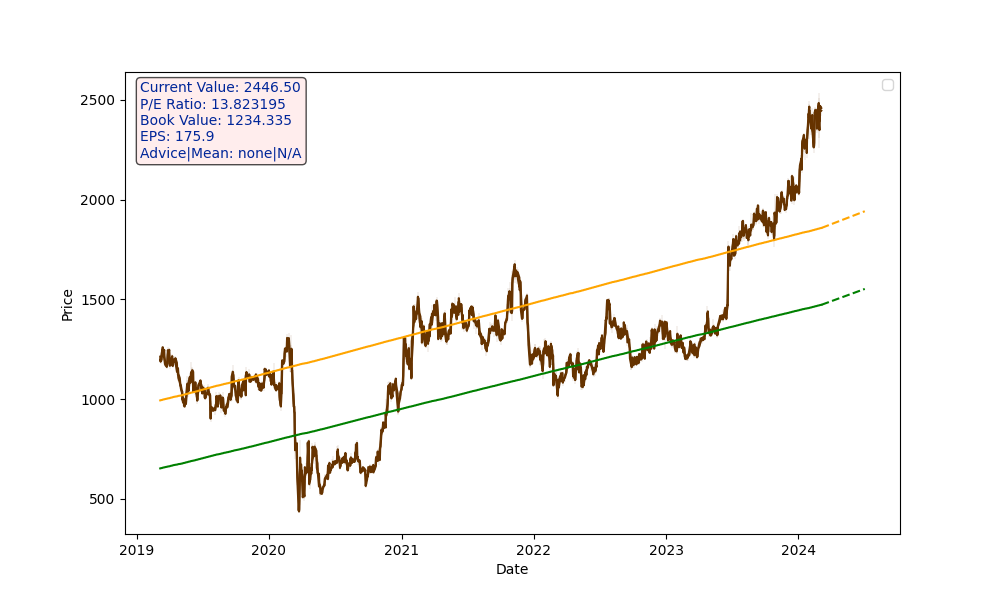 Current Value: 2446.50
P/E Ratio: 13.823195
Book Value: 1234.335
EPS: 175.9
Advice|Mean: none|N/A
2500
2000
1500
1000
500
Price
2019 2020 2021 2022 2023 2024
Date